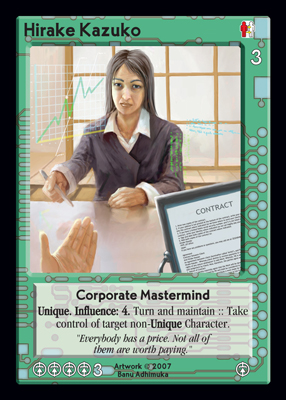 Hirake Kazuko
3
CONTRACT
Corporate Mastermind
Unique. Influence: 4. Turn and maintain :: Take
control of target non-Unique Character.
"Everybody has a price. Not all of
them are worth paying."
3
Artwork © 2007
Banu Adhimuka